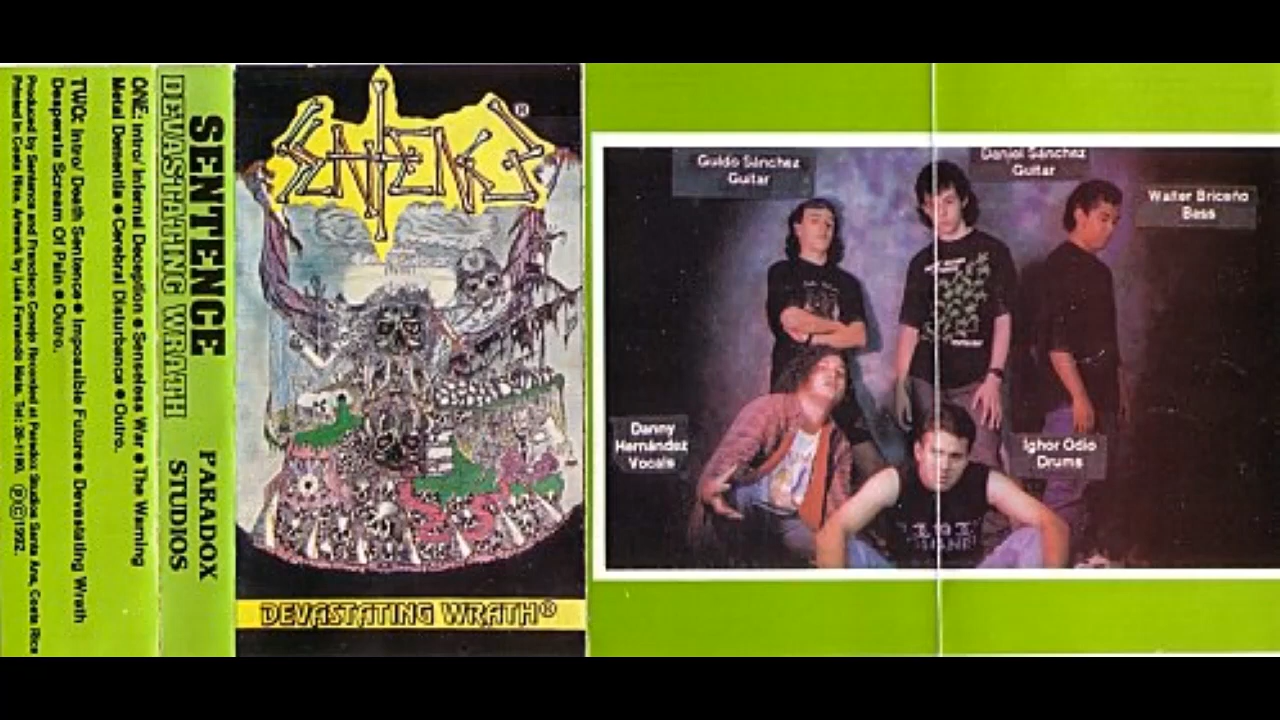 SENTENCE
DEVASTATING WRATH
PARADOX
STUDIOS
ONE: Intro/ Infernal Deception ● Senseless War ● The Warning
Metal Dementia ● Cerebral Disturbance ● Outro.
TWO: Intro/ Death Sentence ● Impossible Future ● Devastating Wrath
Desperate Scream Of Pain ● Outro.
Produced by Sentence and Francisco Conejo Recorded at Paradox Studios Santa Ana, Costa Rica
Printed in Costa Rica. Artwork by Luis Fernando Mata. Tel: ℗©1992.
SENTENCE®
DEVASTATING WRATH®
Guido Sánchez
Guitar
Daniel Sánchez
Guitar
Walter Briceño
Bass
Danny
Hernández
Vocals
Ighor Odio
Drums